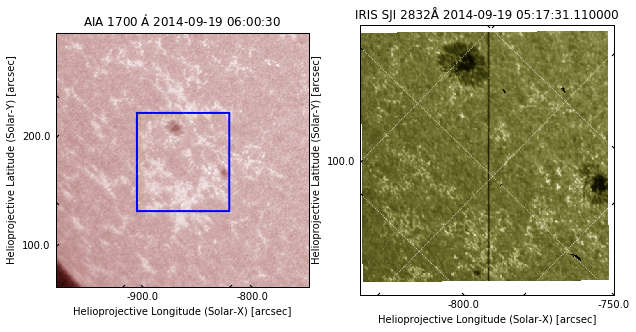 AIA 1700 Å 2014-09-19 06:00:30
IRIS SJI 2832Å 2014-09-19 05:17:31.110000
Helioprojective Latitude (Solar-Y) [arcsec]
200.0
100.0
-900.0
-800.0
Helioprojective Longitude (Solar-X) [arcsec]
Helioprojective Latitude (Solar-Y) [arcsec]
100.0
-800.0
-750.0
Helioprojective Longitude (Solar-X) [arcsec]